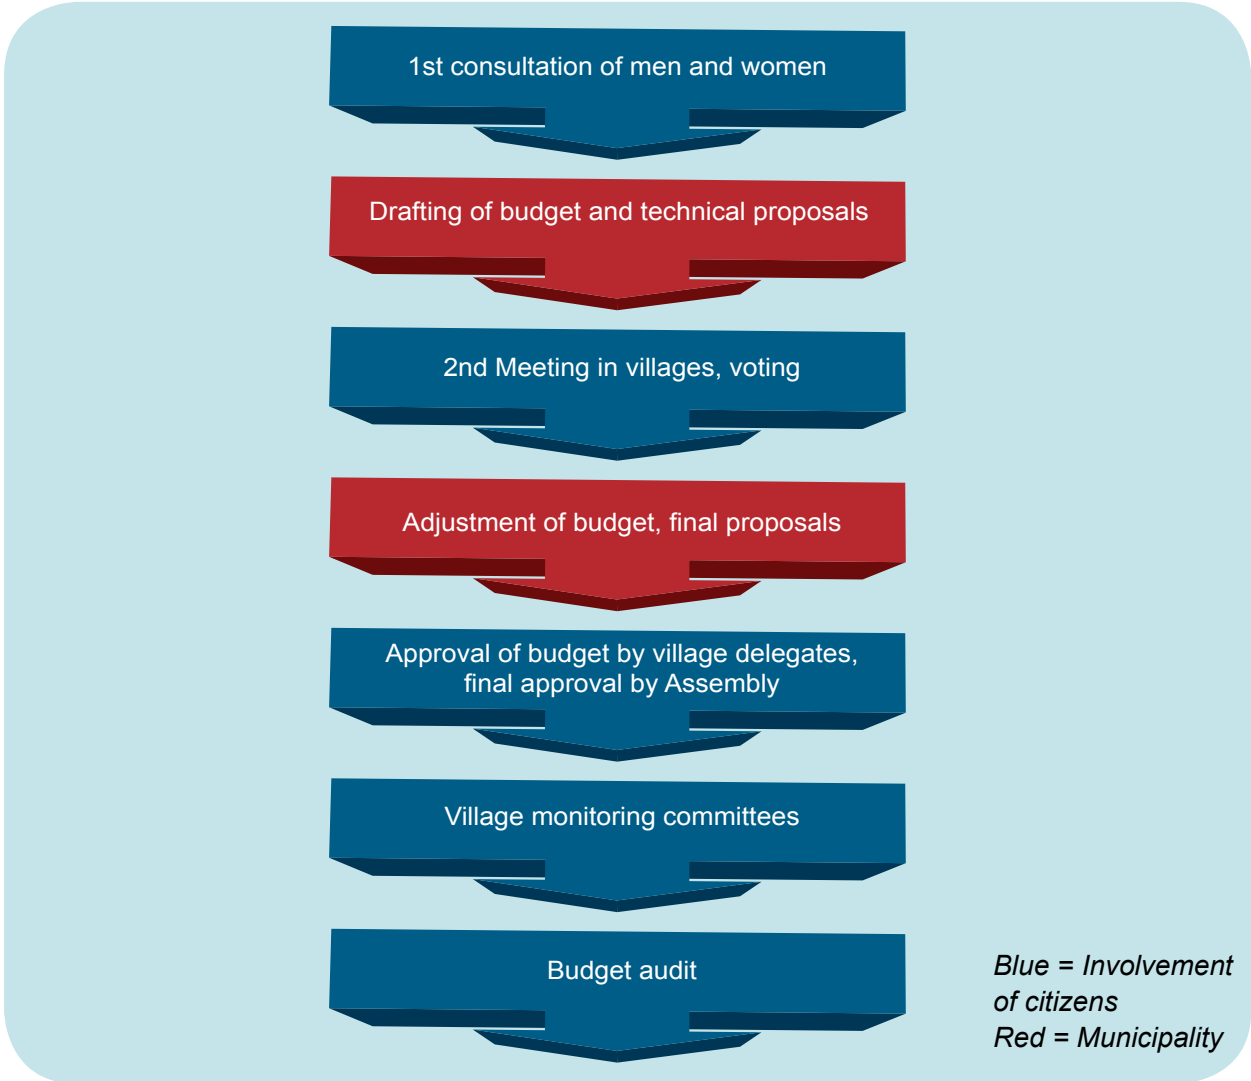 1st consultation of men and women
Drafting of budget and technical proposals
2nd Meeting in villages, voting
Adjustment of budget, final proposals
Approval of budget by village delegates,
final approval by Assembly
Village monitoring committees
Budget audit
Blue = Involvement
of citizens
Red = Municipality